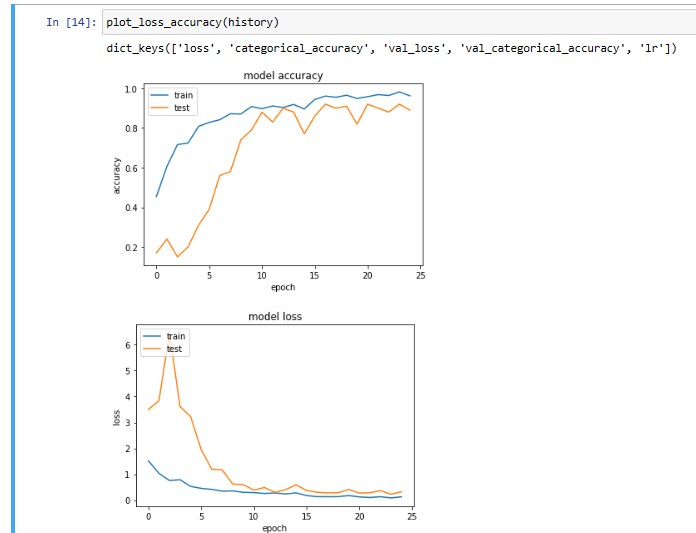 In [14]: plot_loss_accuracy(history)
dict_keys(['loss', 'categorical_accuracy', 'val_loss', 'val_categorical_accuracy', 'lr'])
model accuracy
train
test
1.0
0.8
0.6
0.4
0.2
accuracy
0 5 10 15 20 25
epoch
model loss
train
test
6
5
4
3
2
1
0
loss
0 5 10 15 20 25
epoch